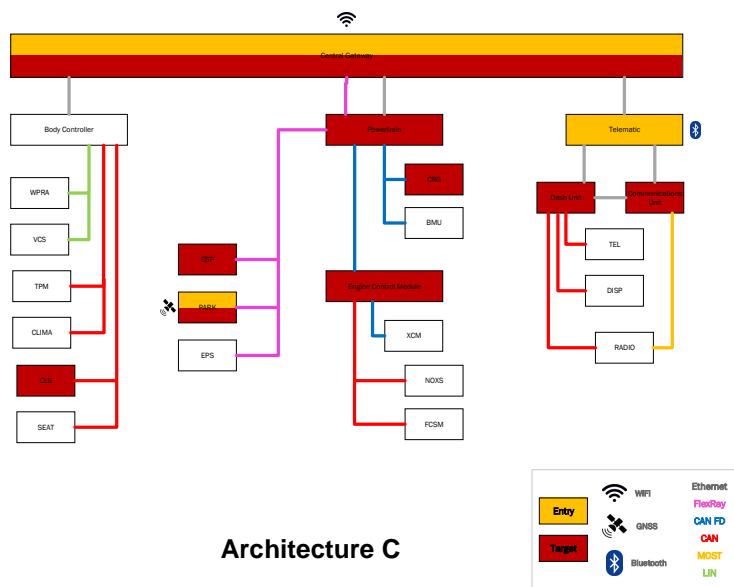 Central Gateway
Body Controller
Powertrain
Telematic
WPRA
CBG
Dash Unit
Communications
Unit
BMU
VCS
TEL
ESP
TPM
Engine Control Module
DISP
PARK
CLIMA
XCM
RADIO
EPS
CLS
NOXS
SEAT
FCSM
Entry
Target
WIFI
GNSS
Bluetooth
Ethernet
FlexRay
CAN FD
CAN
MOST
LIN
Architecture C